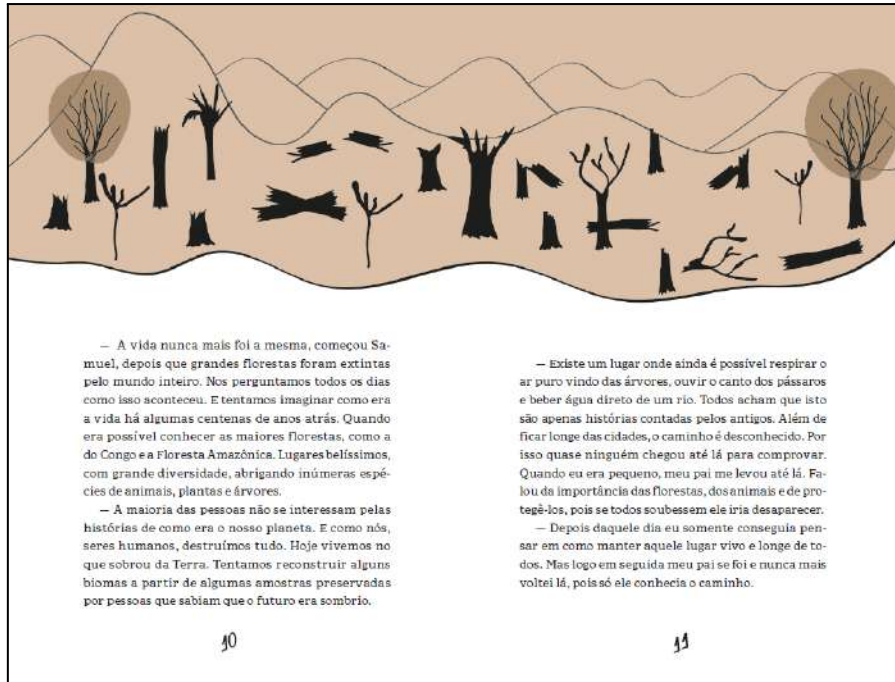 — A vida nunca mais foi a mesma, começou Sa-
muel, depois que grandes florestas foram extintas
pelo mundo inteiro. Nos perguntamos todos os dias
como isso aconteceu. E tentamos imaginar como era
a vida há algumas centenas de anos atrás. Quando
era possível conhecer as maiores florestas, como a
do Congo e a Floresta Amazônica. Lugares belíssimos,
com grande diversidade, abrigando inúmeras espé-
cies de animais, plantas e árvores.
— A maioria das pessoas não se interessam pelas
histórias de como era o nosso planeta. E como nós,
seres humanos, destruímos tudo. Hoje vivemos no
que sobrou da Terra. Tentamos reconstruir alguns
biomas a partir de algumas amostras preservadas
por pessoas que sabiam que o futuro era sombrio.
10
— Existe um lugar onde ainda é possível respirar o
ar puro vindo das árvores, ouvir o canto dos pássaros
e beber água direto de um rio. Todos acham que isto
são apenas histórias contadas pelos antigos. Além de
ficar longe das cidades, o caminho é desconhecido. Por
isso quase ninguém chegou até lá para comprovar.
Quando eu era pequeno, meu pai me levou até lá. Fa-
lou da importância das florestas, dos animais e de pro-
tegê-los, pois se todos soubessem ele iria desaparecer.
— Depois daquele dia eu somente conseguia pen-
sar em como manter aquele lugar vivo e longe de to-
dos. Mas logo em seguida meu pai se foi e nunca mais
voltei lá, pois só ele conhecia o caminho.
11